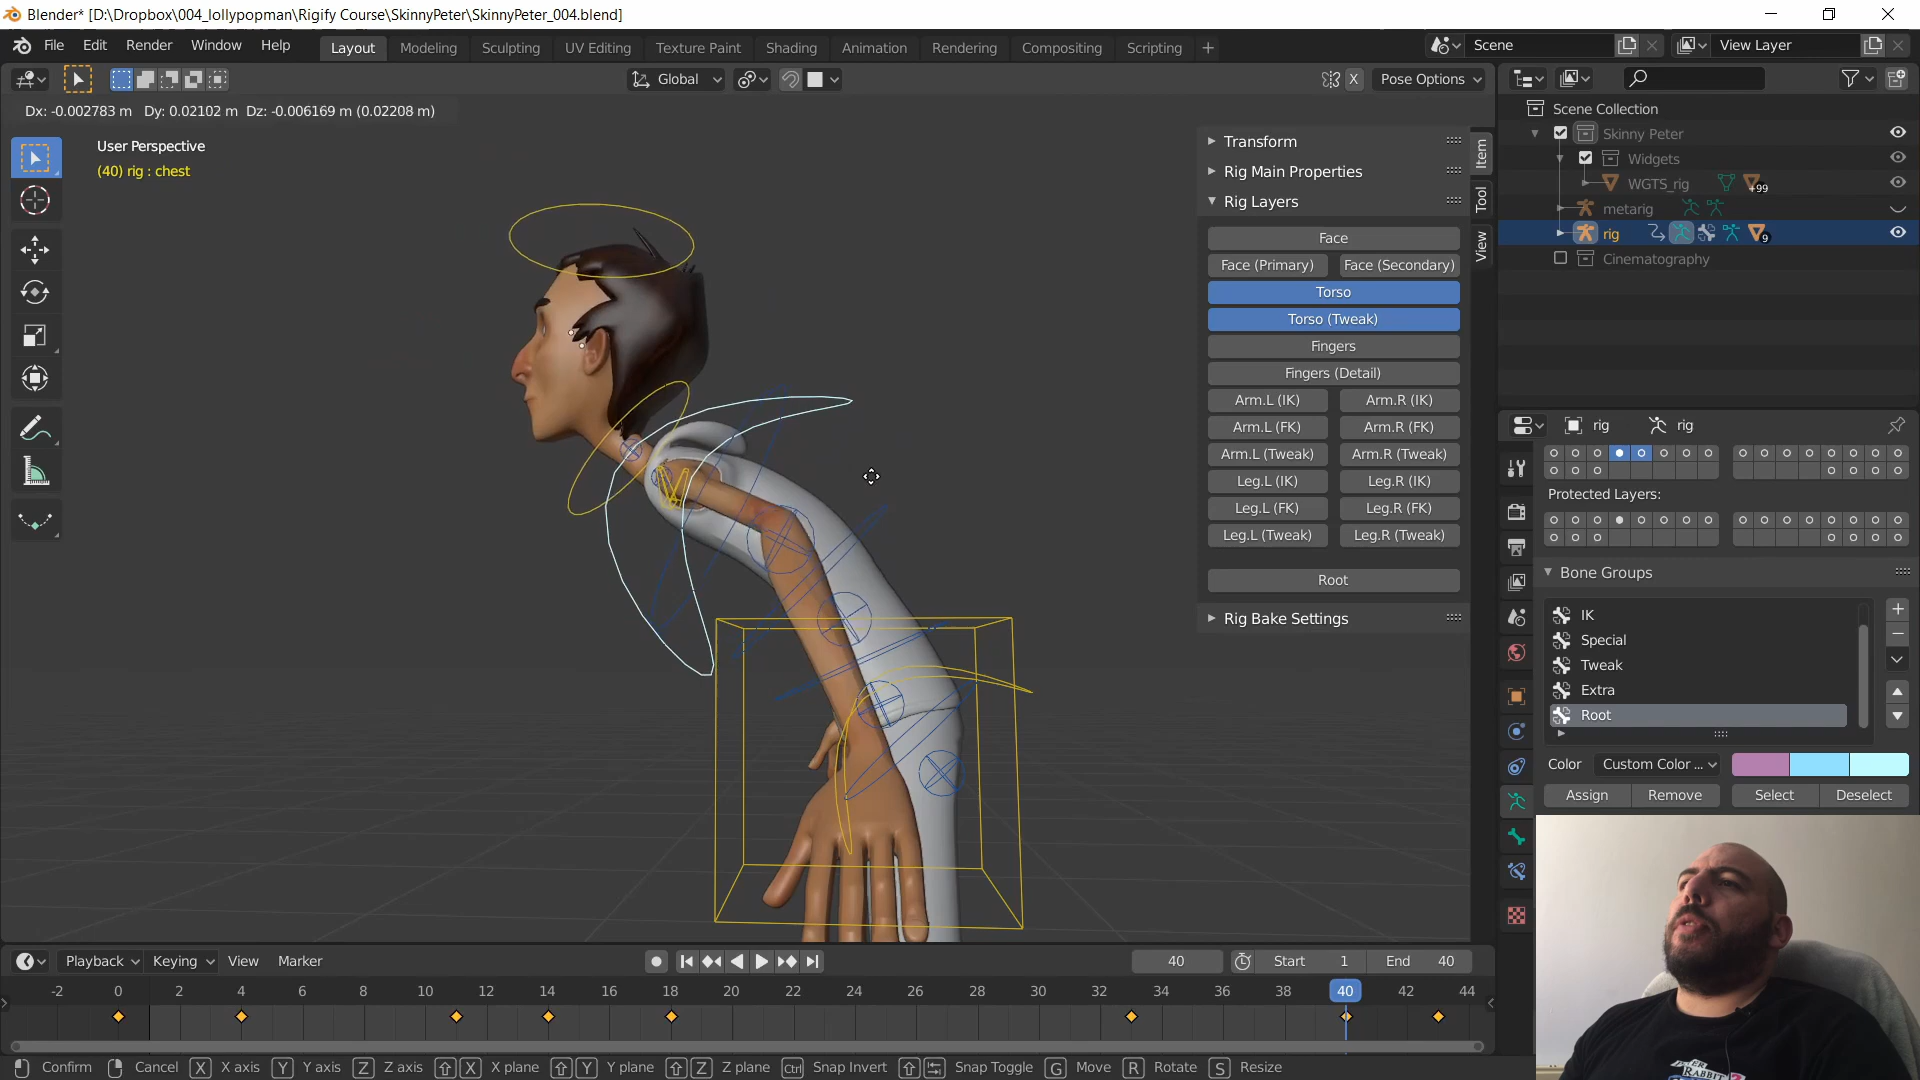 Blender* [D:\Dropbox\004_lollypopman\Rigify Course\SkinnyPeter\SkinnyPeter_004.blend]
File Edit Render Window Help Layout Modeling Sculpting UV Editing Texture Paint Shading Animation Rendering Compositing Scripting + Scene View Layer
Global X Pose Options
Dx: -0.002783 m Dy: 0.02102 m Dz: -0.006169 m (0.02208 m)
User Perspective
(40) rig : chest
Transform
Rig Main Properties
Rig Layers
Face
Face (Primary) Face (Secondary)
Torso
Torso (Tweak)
Fingers
Fingers (Detail)
Arm.L (IK) Arm.R (IK)
Arm.L (FK) Arm.R (FK)
Arm.L (Tweak) Arm.R (Tweak)
Leg.L (IK) Leg.R (IK)
Leg.L (FK) Leg.R (FK)
Leg.L (Tweak) Leg.R (Tweak)
Root
Rig Bake Settings
Item
Tool
View
Scene Collection
Skinny Peter
Widgets
WGTS_rig +99
metarig
rig 9
Cinematography
rig rig
Protected Layers:
Bone Groups
IK
Special
Tweak
Extra
Root
Color Custom Color ...
Assign Remove Select Deselect
Playback Keying View Marker 40 Start 1 End 40
-2 0 2 4 6 8 10 12 14 16 18 20 22 24 26 28 30 32 34 36 38 40 42 44
Confirm Cancel X X axis Y Y axis Z Z axis X X plane Y Y plane Z Z plane Ctrl Snap Invert Snap Toggle G Move R Rotate S Resize